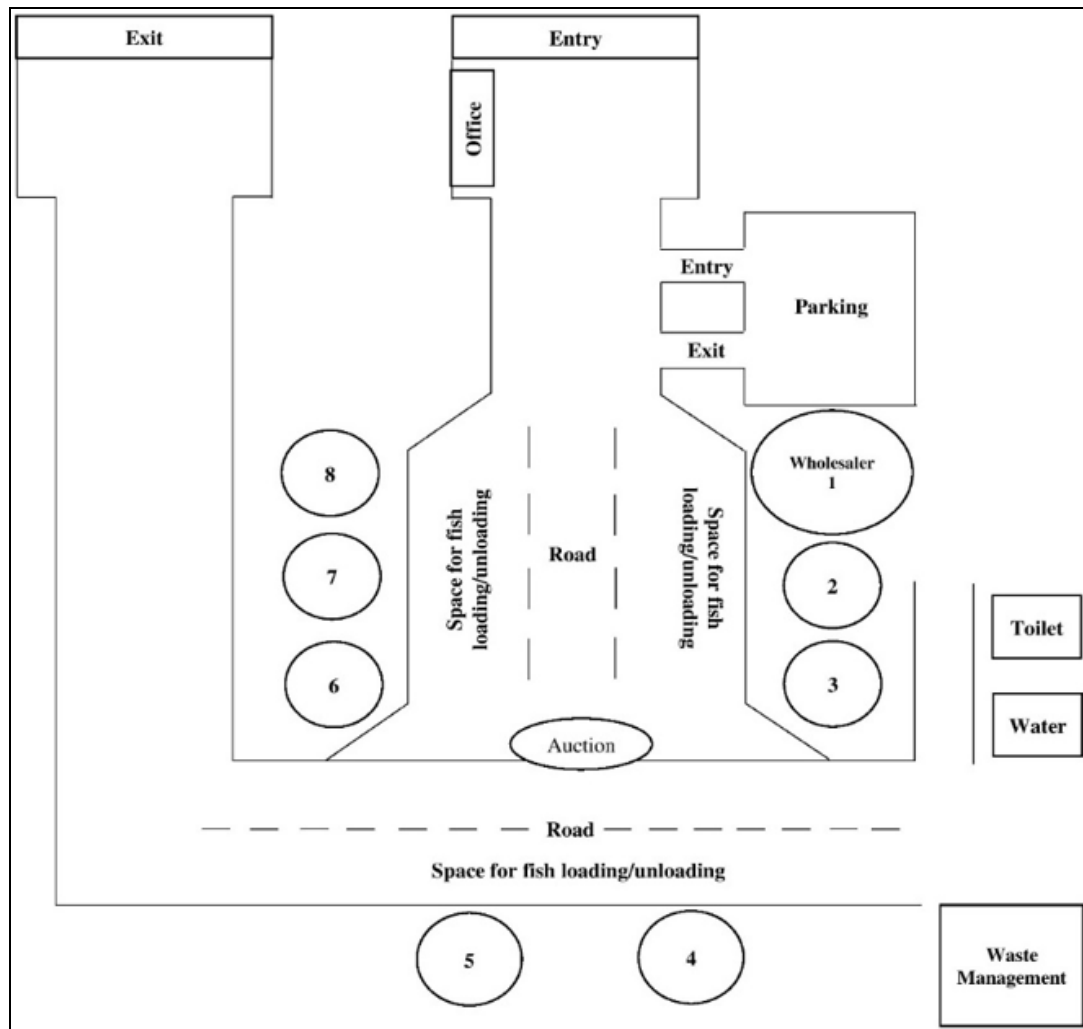 Exit
Entry
Office
Entry
Parking
Exit
8
Wholesaler
1
Space for fish
loading/unloading
Space for fish
loading/unloading
Road
7
2
Toilet
6
3
Water
Auction
Road
Space for fish loading/unloading
5
4
Waste
Management